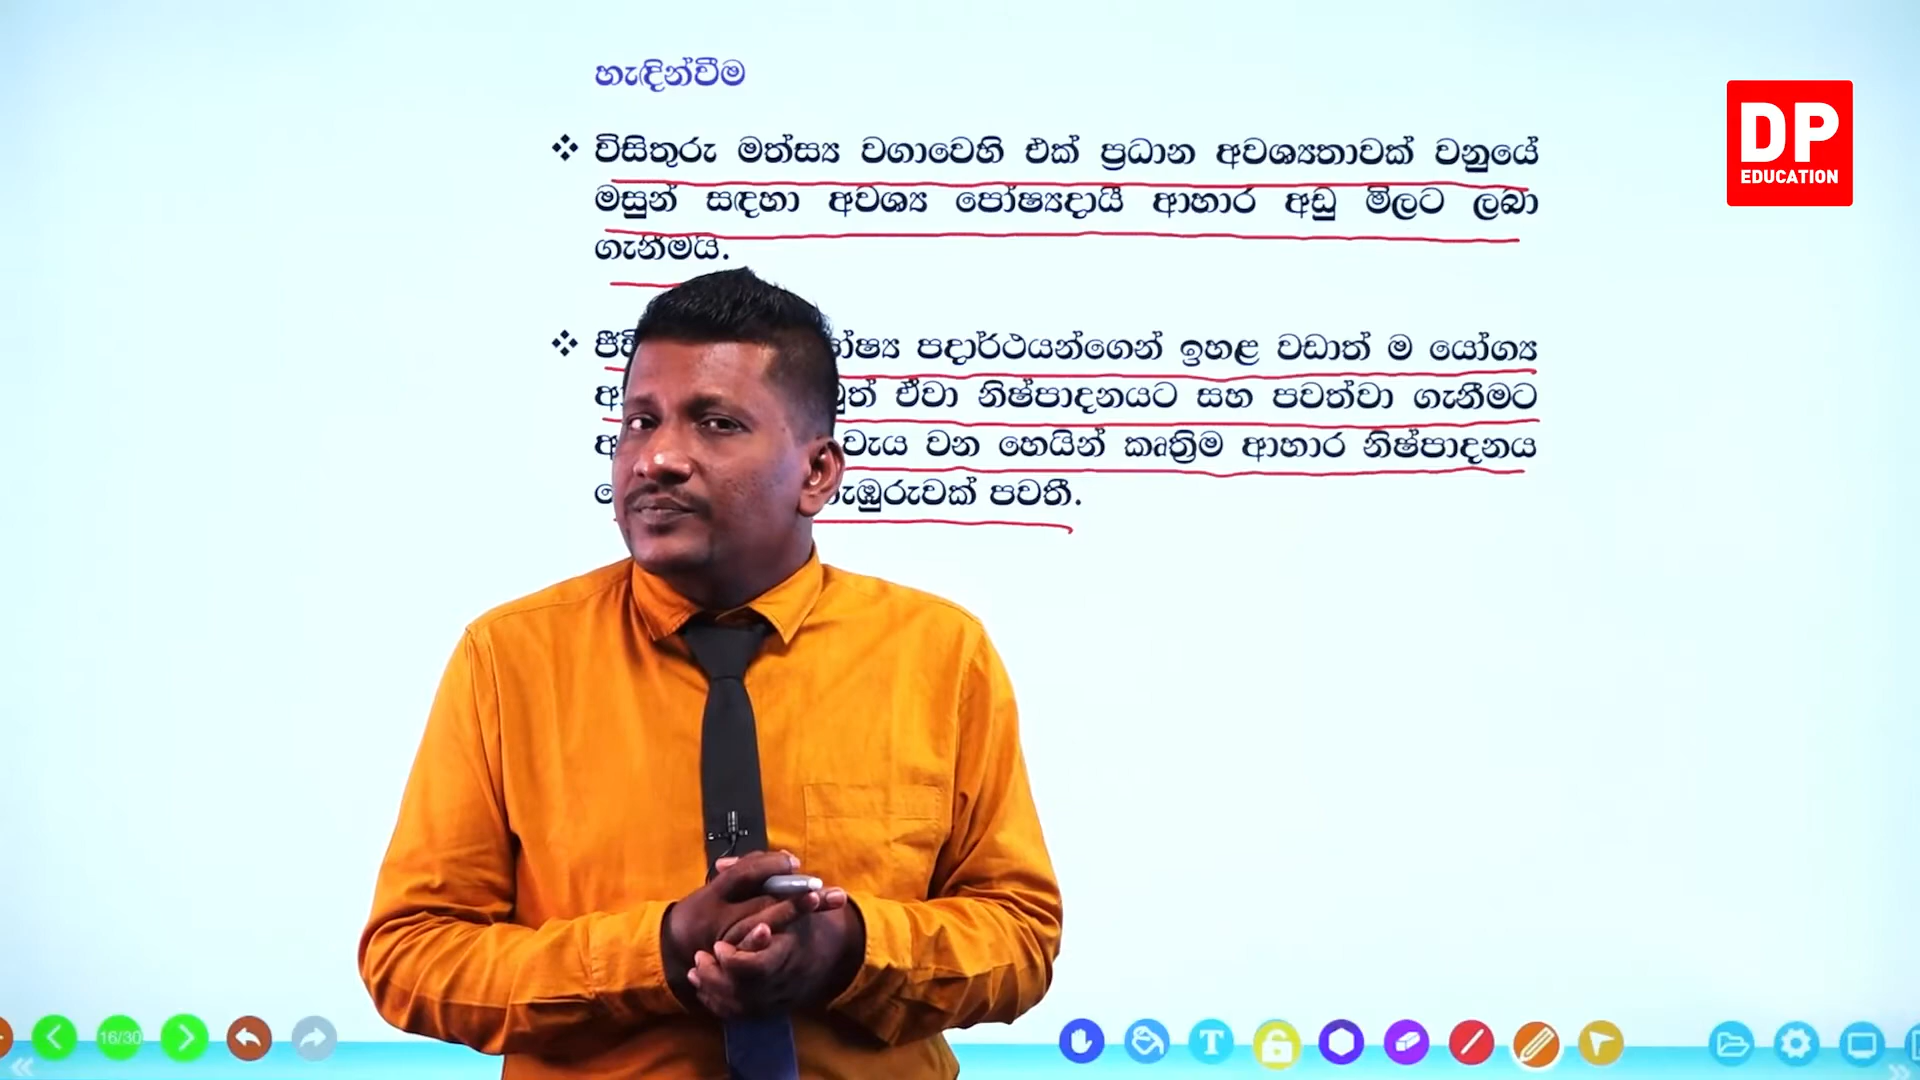 හැඳින්වීම
DP
EDUCATION
❖ විසිතුරු මත්ස්‍ය වගාවෙහි එක් ප්‍රධාන අවශ්‍යතාවක් වනුයේ
මසුන් සඳහා අවශ්‍ය පෝෂ්‍යදායී ආහාර අඩු මිලට ලබා
ගැනීමයි.
❖ පදාර්ථයන්ගෙන් ඉහළ වඩාත් ම යෝග්‍ය
ඒවා නිෂ්පාදනයට සහ පවත්වා ගැනීමට
වැය වන හෙයින් කෘත්‍රිම ආහාර නිෂ්පාදනය
පවතී.
16/30
T